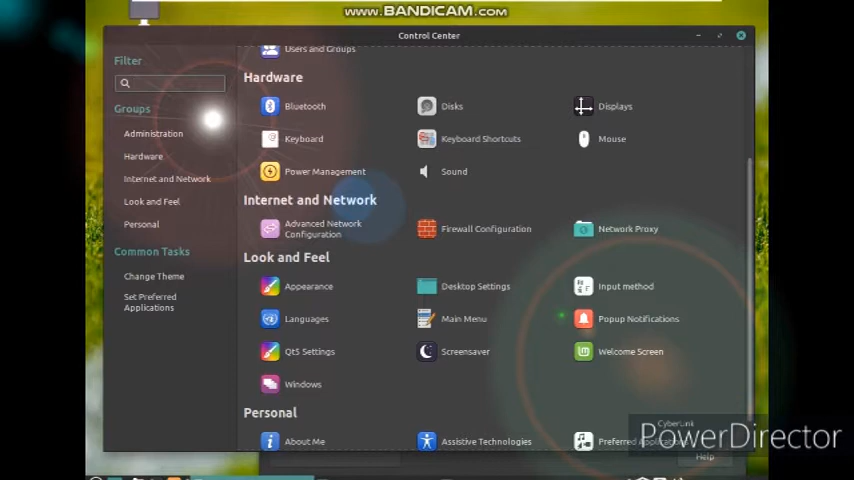 www.BANDICAM.com
Control Center
Filter
Groups
Administration
Hardware
Internet and Network
Look and Feel
Personal
Common Tasks
Change Theme
Set Preferred
Applications
Users and Groups
Hardware
Bluetooth
Disks
Displays
Keyboard
Keyboard Shortcuts
Mouse
Power Management
Sound
Internet and Network
Advanced Network
Configuration
Firewall Configuration
Network Proxy
Look and Feel
Appearance
Desktop Settings
Input method
Languages
Main Menu
Popup Notifications
Qt5 Settings
Screensaver
Welcome Screen
Windows
Personal
About Me
Assistive Technologies
Preferred Applications
CyberLink
PowerDirector
Help